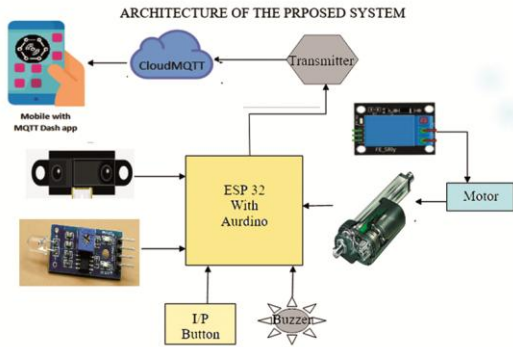 ARCHITECTURE OF THE PRPOSED SYSTEM
Transmitter
CloudMQTT
Mobile with
MQTT Dash app
ESP 32
With
Aurdino
Motor
I/P
Button
Buzzer